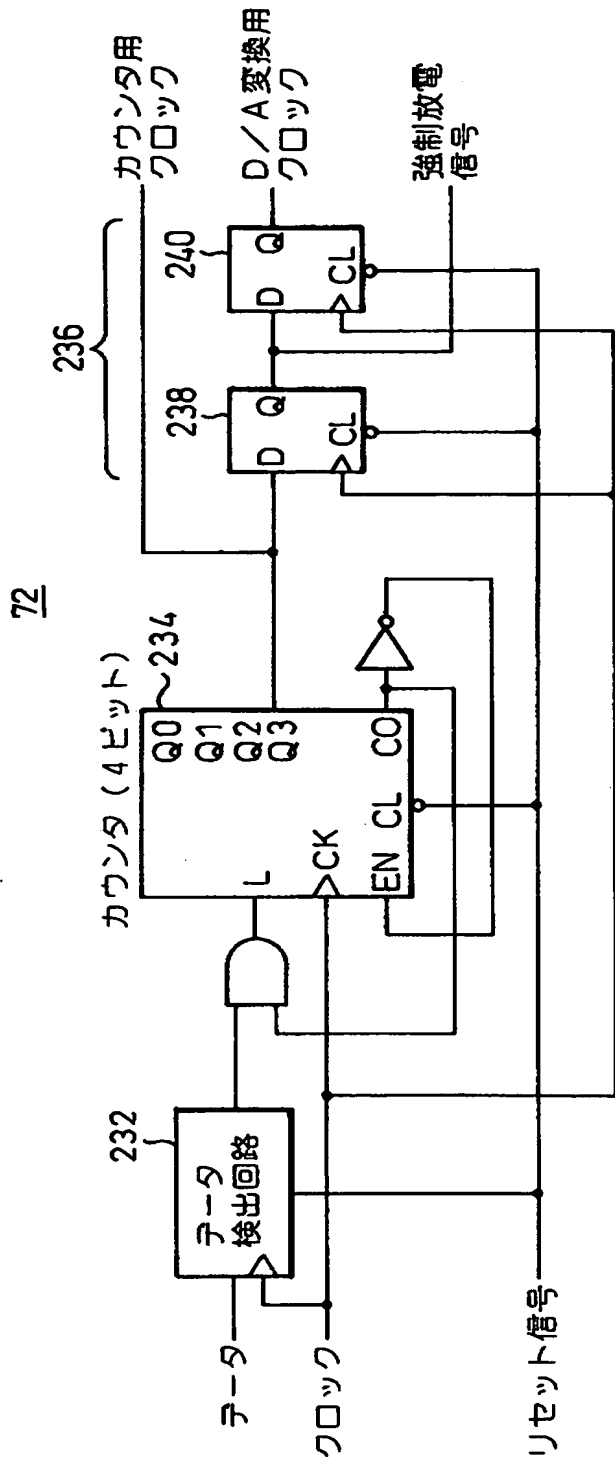 72
236
カウンタ用
クロック
カウンタ(4ビット)
234
Q0
Q1
Q2
Q3
L
CK
EN
CL
CO
232
データ
検出回路
238
D
Q
CL
240
D
Q
CL
D/A変換用
クロック
強制放電
信号
データ
クロック
リセット信号